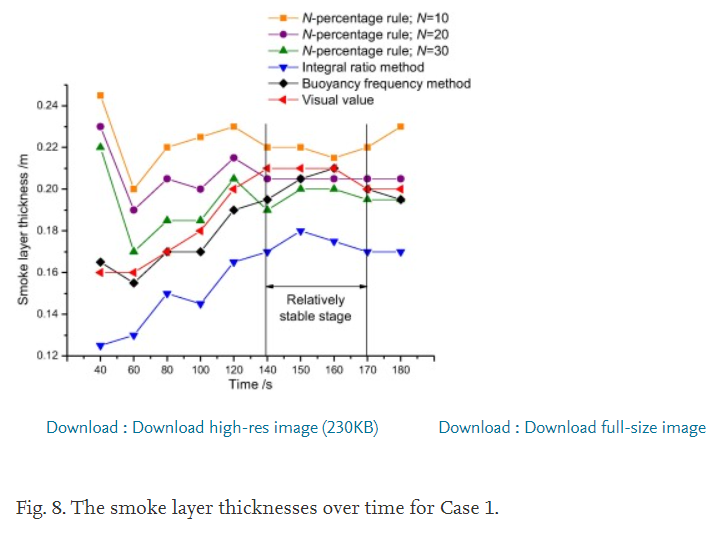 N-percentage rule; N=10
N-percentage rule; N=20
N-percentage rule; N=30
Integral ratio method
Buoyancy frequency method
Visual value
0.24
0.22
0.20
0.18
0.16
0.14
0.12
Smoke layer thickness /m
Relatively
stable stage
40 60 80 100 120 140 150 160 170 180
Time /s
Download : Download high-res image (230KB)
Download : Download full-size image
Fig. 8. The smoke layer thicknesses over time for Case 1.